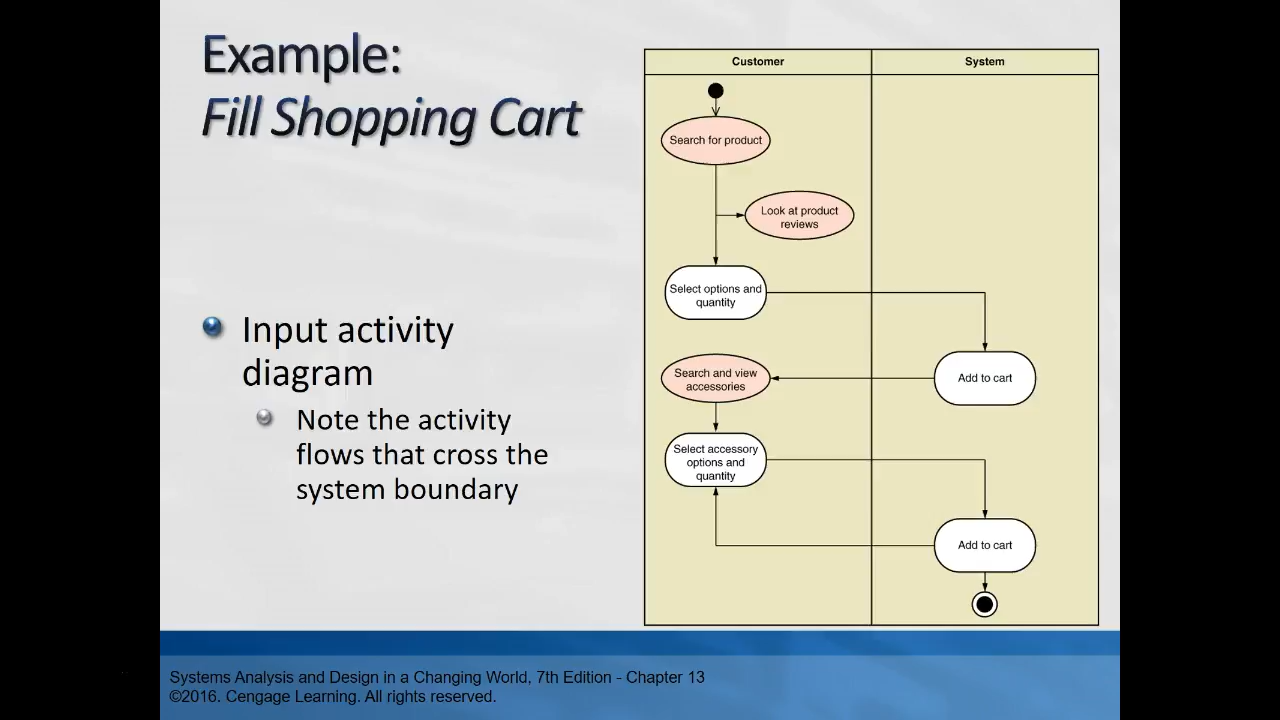 Example:
Fill Shopping Cart
Input activity
diagram
Note the activity
flows that cross the
system boundary
Customer
System
Search for product
Look at product
reviews
Select options and
quantity
Search and view
accessories
Add to cart
Select accessory
options and
quantity
Add to cart
Systems Analysis and Design in a Changing World, 7th Edition - Chapter 13
©2016. Cengage Learning. All rights reserved.